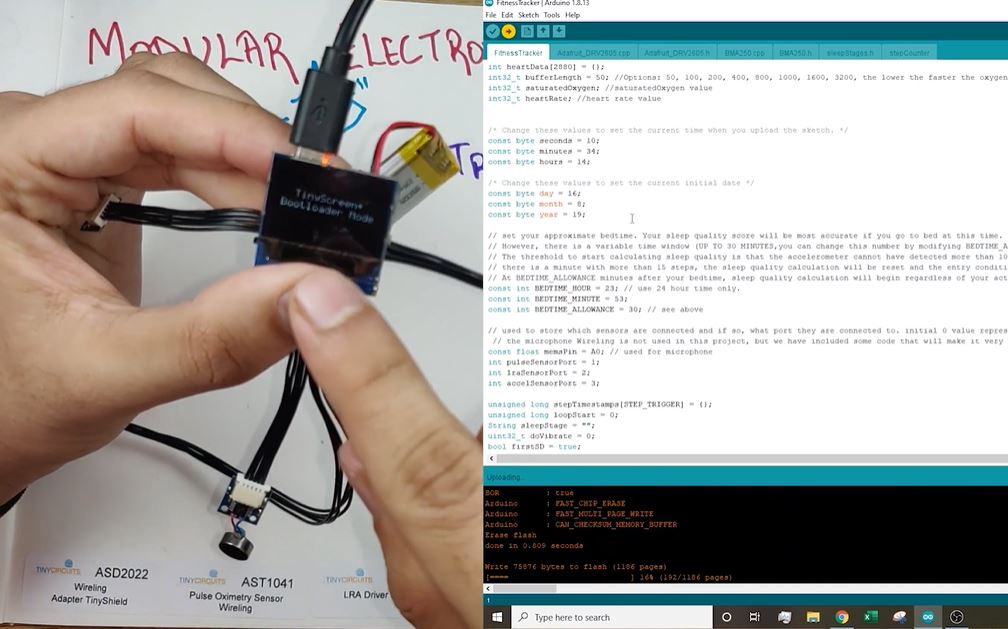 MODULAR ELECTRO
TinyScreen+
Bootloader Mode
TINYCIRCUITS
ASD2022
Wireling
Adapter TinyShield
TINYCIRCUITS
AST1041
Pulse Oximetry Sensor
Wireling
TINYCIRCUITS
LRA Driver
FitnessTracker | Arduino 1.8.13
File Edit Sketch Tools Help
FitnessTracker Adafruit_DRV2605.cpp Adafruit_DRV2605.h BMA250.cpp BMA250.h sleepStages.h stepCounter
int heartData[2880] = {};
int32_t bufferLength = 50; //Options: 50, 100, 200, 400, 800, 1000, 1600, 3200, the lower the faster the oxygen
int32_t saturatedOxygen; //saturatedOxygen value
int32_t heartRate; //heart rate value
/* Change these values to set the current time when you upload the sketch. */
const byte seconds = 10;
const byte minutes = 34;
const byte hours = 14;
/* Change these values to set the current initial date */
const byte day = 16;
const byte month = 8;
const byte year = 19;
// set your approximate bedtime. Your sleep quality score will be most accurate if you go to bed at this time.
// However, there is a variable time window (UP TO 30 MINUTES,you can change this number by modifying BEDTIME_A
// The threshold to start calculating sleep quality is that the accelerometer cannot have detected more than 10
// there is a minute with more than 15 steps, the sleep quality calculation will be reset and the entry condit
// At BEDTIME_ALLOWANCE minutes after your bedtime, sleep quality calculation will begin regardless of your act
const int BEDTIME_HOUR = 23; // use 24 hour time only.
const int BEDTIME_MINUTE = 53;
const int BEDTIME_ALLOWANCE = 30; // see above
// used to store which sensors are connected and if so, what port they are connected to. initial 0 value repres
// the microphone Wireling is not used in this project, but we have included some code that will make it very
const float memsPin = A0; // used for microphone
int pulseSensorPort = 1;
int lraSensorPort = 2;
int accelSensorPort = 3;
unsigned long stepTimestamps[STEP_TRIGGER] = {};
unsigned long loopStart = 0;
String sleepStage = "";
uint32_t doVibrate = 0;
bool firstSD = true;
Uploading...
BOR : true
Arduino : FAST_CHIP_ERASE
Arduino : FAST_MULTI_PAGE_WRITE
Arduino : CAN_CHECKSUM_MEMORY_BUFFER
Erase flash
done in 0.809 seconds
Write 75876 bytes to flash (1186 pages)
[==== ] 16% (192/1186 pages)
1
Type here to search